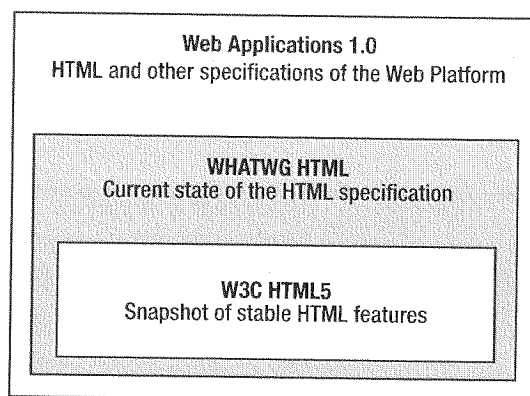 Web Applications 1.0
HTML and other specifications of the Web Platform
WHATWG HTML
Current state of the HTML specification
W3C HTML5
Snapshot of stable HTML features